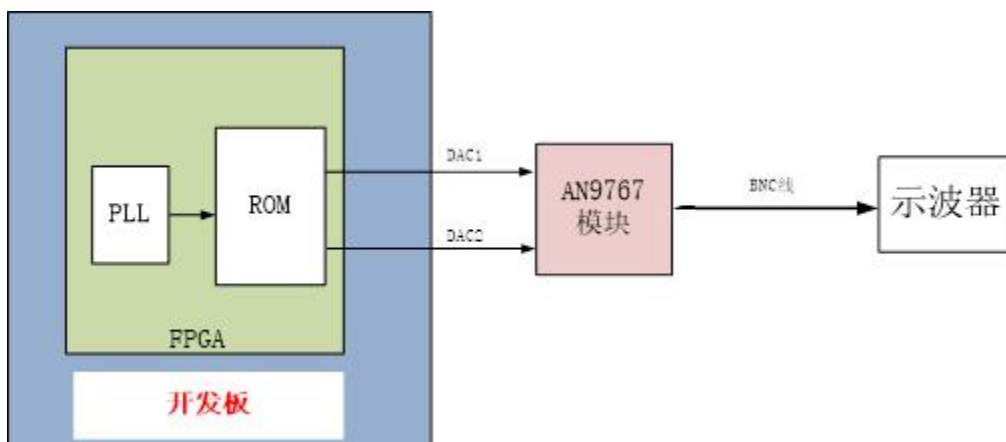 PLL
ROM
FPGA
开发板
DAC1
DAC2
AN9767
模块
BNC线
示波器